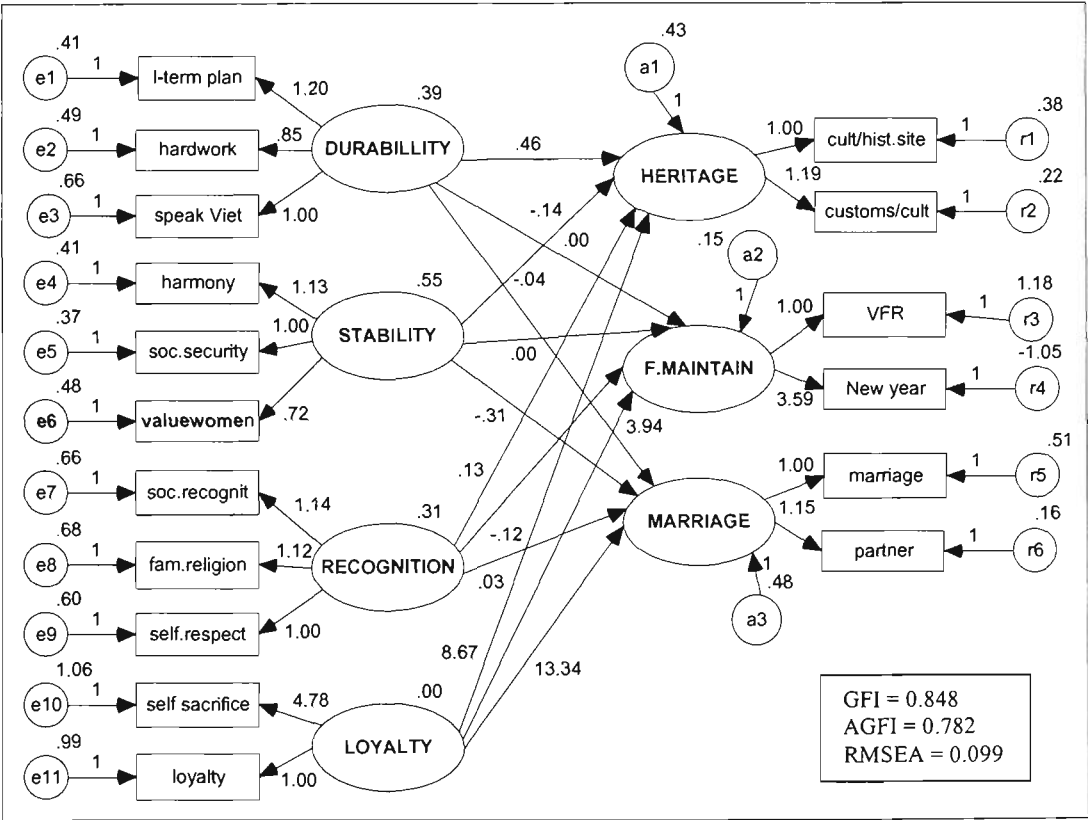 .41
e1
1
l-term plan
1.20
.49
e2
1
hardwork
.85
.66
e3
1
speak Viet
1.00
.39
DURABILLITY
.41
e4
1
harmony
1.13
.37
e5
1
soc.security
1.00
.48
e6
1
valuewomen
.72
.55
STABILITY
.66
e7
1
soc.recognit
1.14
.68
e8
1
fam.religion
1.12
.60
e9
1
self.respect
1.00
.31
RECOGNITION
1.06
e10
1
self sacrifice
4.78
.99
e11
1
loyalty
1.00
.00
LOYALTY
.46
-.14
.00
-.04
.00
-.31
3.94
.13
-.12
.03
8.67
13.34
.43
a1
1
HERITAGE
1.00
cult/hist.site
1
.38
r1
1.19
customs/cult
1
.22
r2
.15
a2
1
F.MAINTAIN
1.00
VFR
1
1.18
r3
3.59
New year
1
-1.05
r4
MARRIAGE
1.00
marriage
1
.51
r5
1.15
partner
1
.16
r6
1
.48
a3
GFI = 0.848
AGFI = 0.782
RMSEA = 0.099